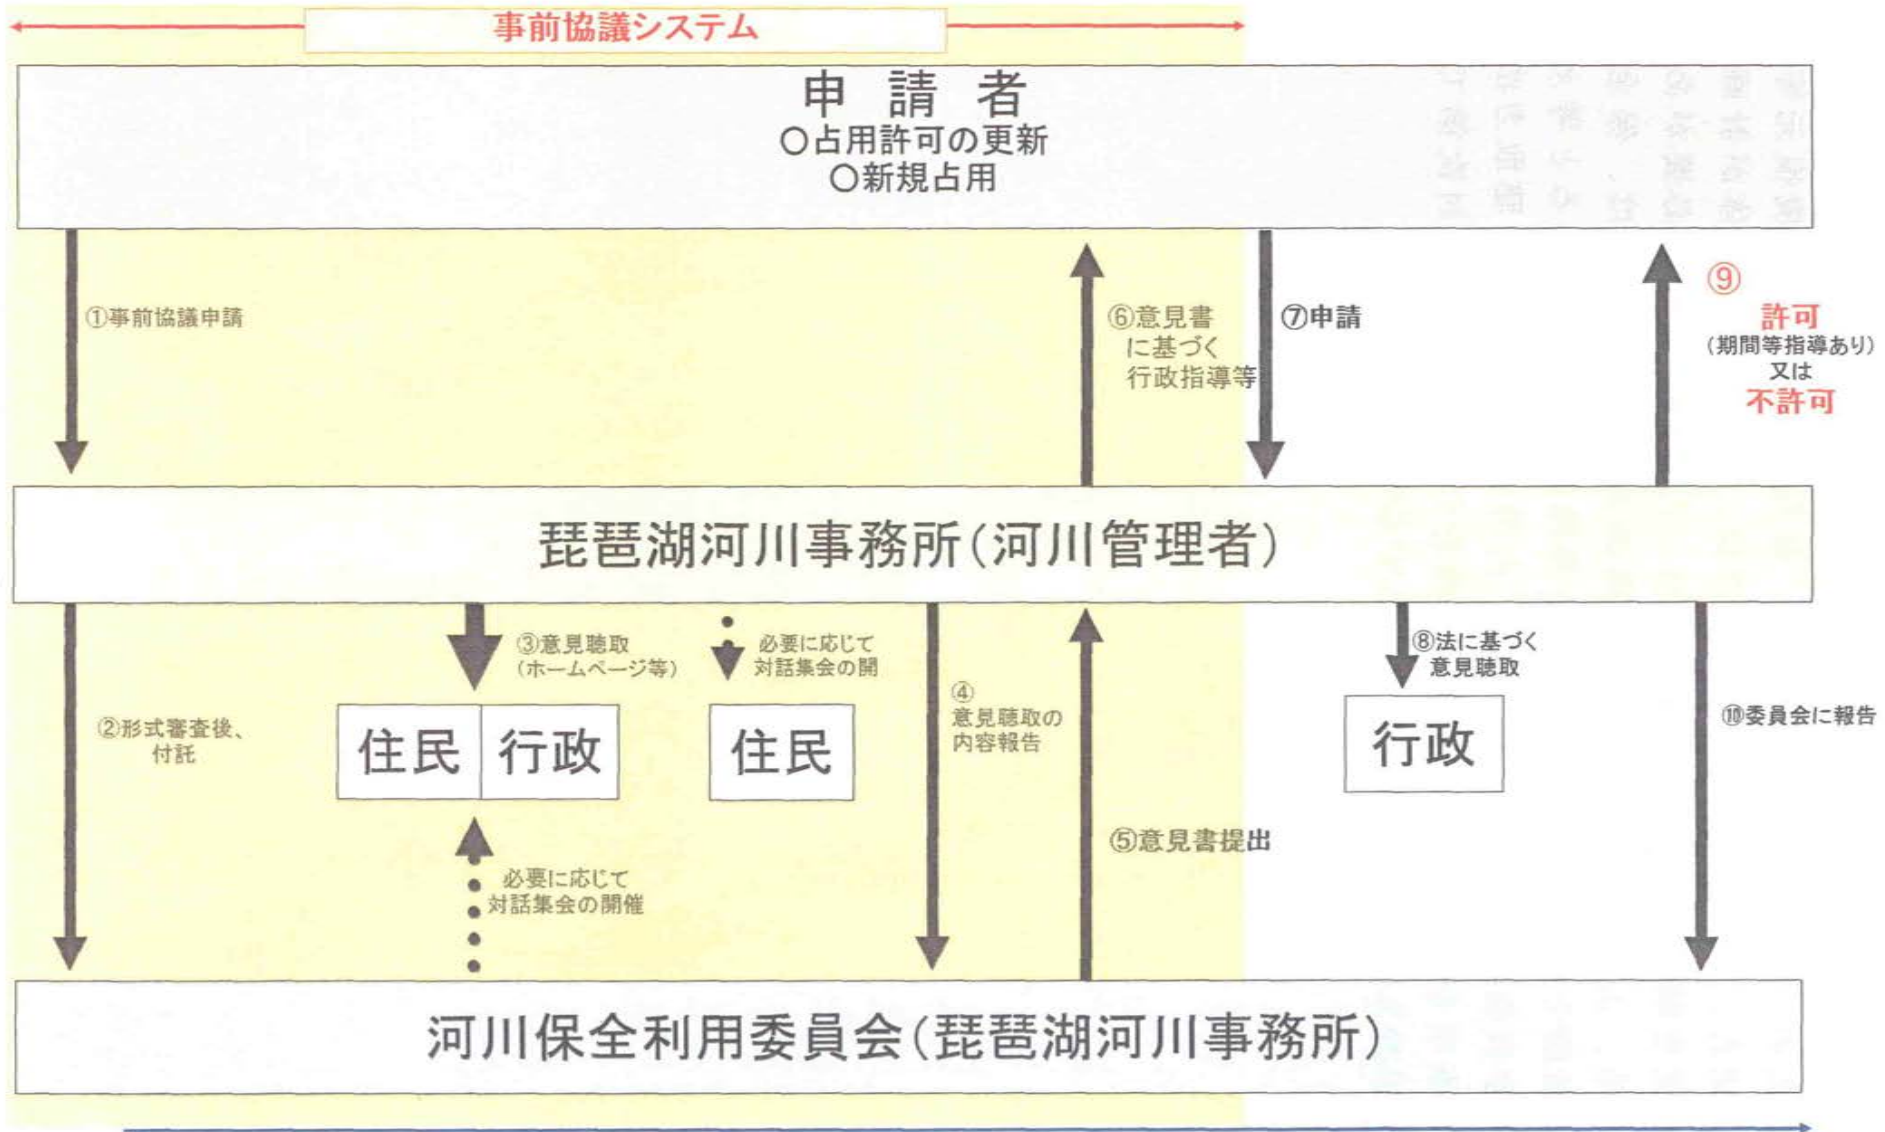 事前協議システム
申 請 者
○占用許可の更新
○新規占用
①事前協議申請
⑥意見書
に基づく
行政指導等
⑦申請
⑨
許可
(期間等指導あり)
又は
不許可
琵琶湖河川事務所(河川管理者)
②形式審査後、
付託
③意見聴取
(ホームページ等)
必要に応じて
対話集会の開
④
意見聴取の
内容報告
⑧法に基づく
意見聴取
⑩委員会に報告
住民
行政
住民
行政
⑤意見書提出
必要に応じて
対話集会の開催
河川保全利用委員会(琵琶湖河川事務所)